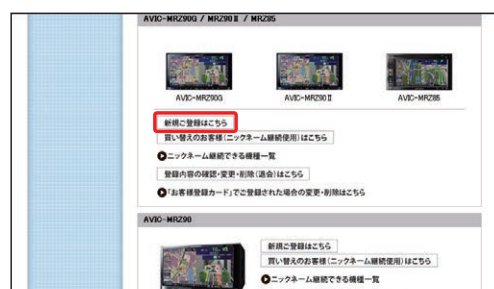 AVIC-MRZ90G / MRZ90Ⅱ / MRZ85
AVIC-MRZ90G
AVIC-MRZ90Ⅱ
AVIC-MRZ85
新規ご登録はこちら
買い替えのお客様(ニックネーム継続使用)はこちら
ニックネーム継続できる機種一覧
登録内容の確認・変更・削除(退会)はこちら
「お客様登録カード」でご登録された場合の変更・削除はこちら
AVIC-MRZ90
新規ご登録はこちら
買い替えのお客様(ニックネーム継続使用)はこちら
ニックネーム継続できる機種一覧